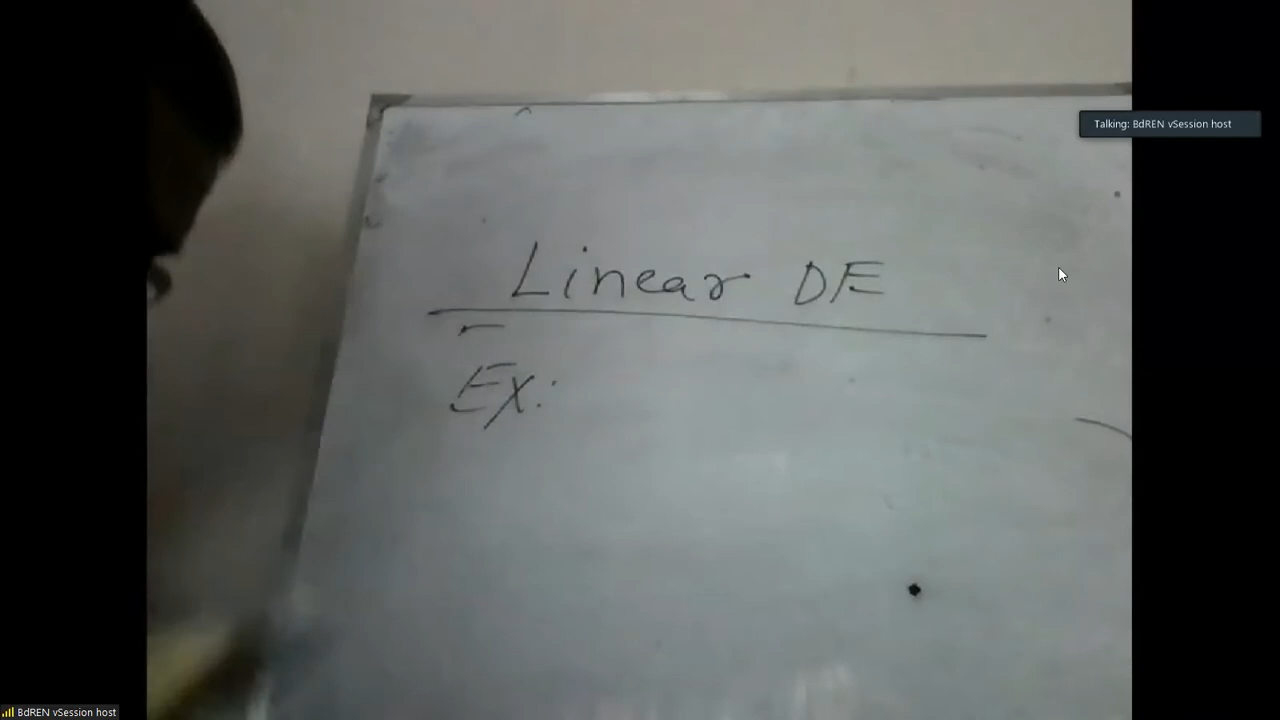 Talking: BdREN vSession host
Linear DE
Ex:
BdREN vSession host